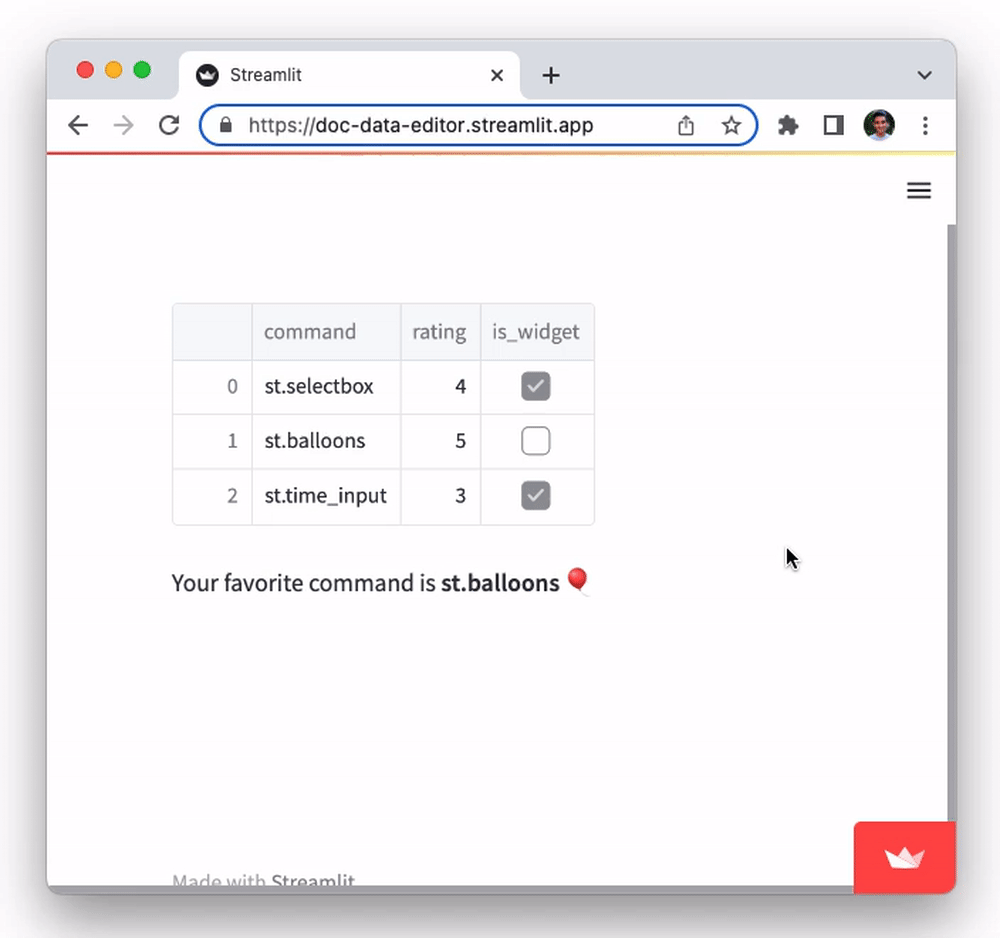 Streamlit
https://doc-data-editor.streamlit.app
command rating is_widget
0 st.selectbox 4
1 st.balloons 5
2 st.time_input 3
Your favorite command is st.balloons 🎈
Made with Streamlit